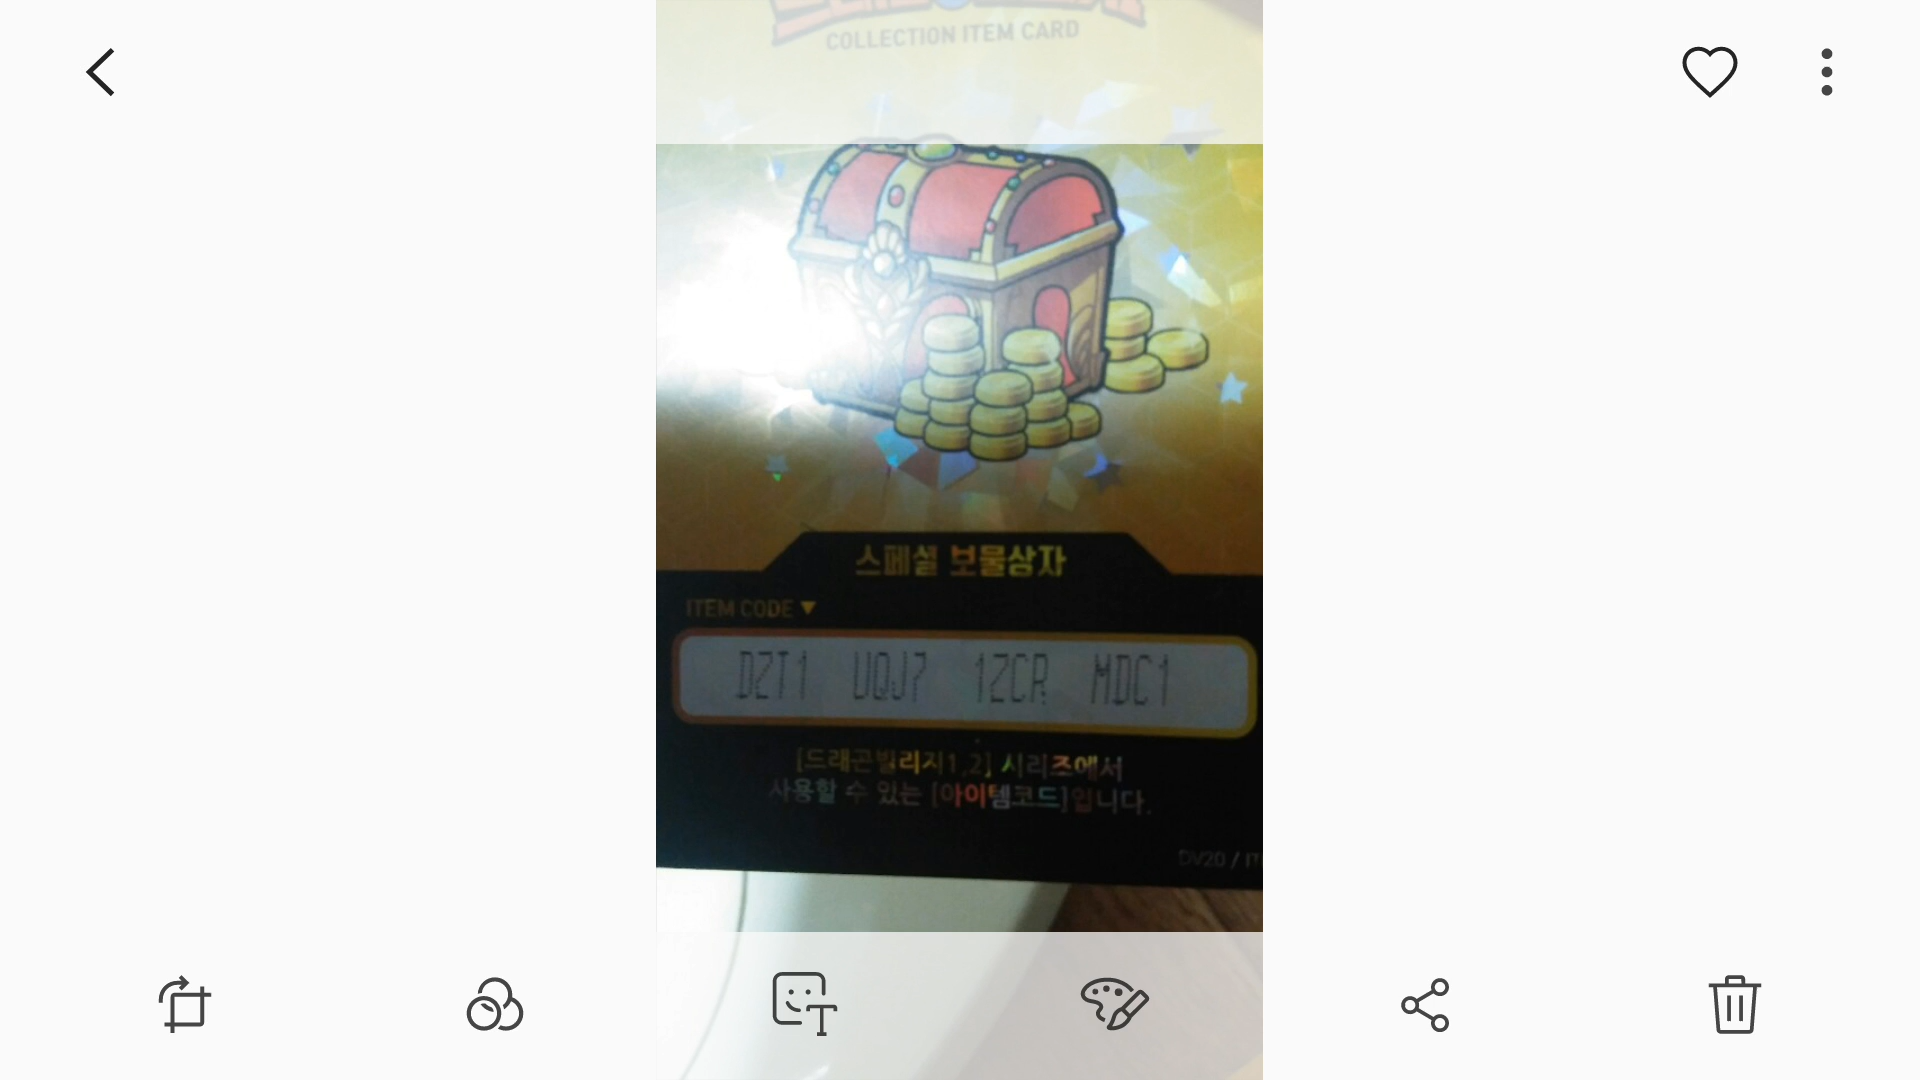 COLLECTION ITEM CARD
스페셜 보물상자
ITEM CODE ▼
DZT1 UQJ7 1ZCR MDC1
[드래곤빌리지1,2] 시리즈에서
사용할 수 있는 [아이템코드]입니다.
DV20 /